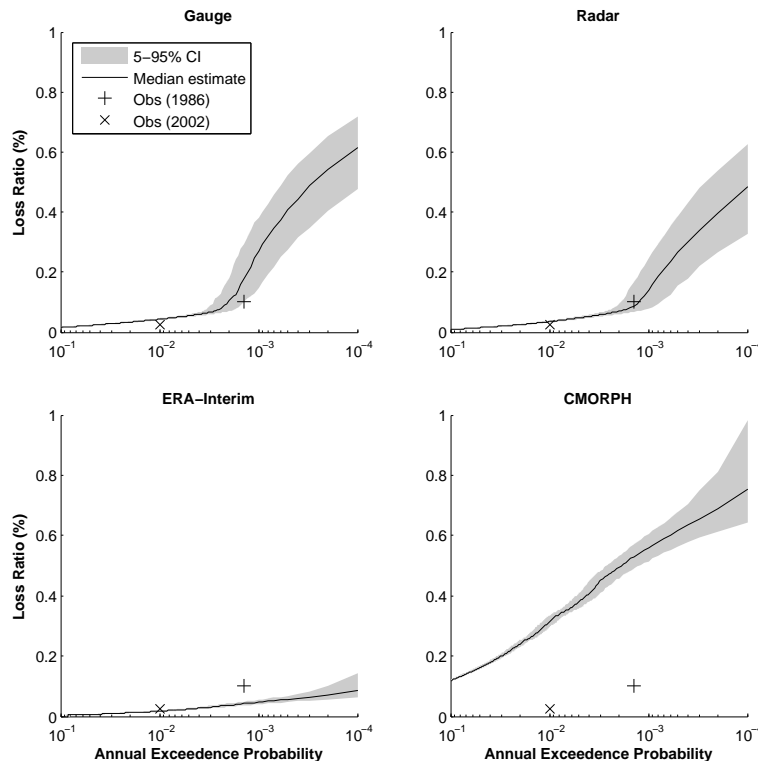 Gauge
Radar
1
0.8
0.6
0.4
0.2
0
Loss Ratio (%)
5−95% CI
Median estimate
Obs (1986)
Obs (2002)
10⁻¹ 10⁻² 10⁻³ 10⁻⁴
1
0.8
0.6
0.4
0.2
0
10⁻¹ 10⁻² 10⁻³ 10⁻
ERA−Interim
CMORPH
1
0.8
0.6
0.4
0.2
0
Loss Ratio (%)
10⁻¹ 10⁻² 10⁻³ 10⁻⁴
Annual Exceedence Probability
1
0.8
0.6
0.4
0.2
0
10⁻¹ 10⁻² 10⁻³ 10⁻
Annual Exceedence Probability